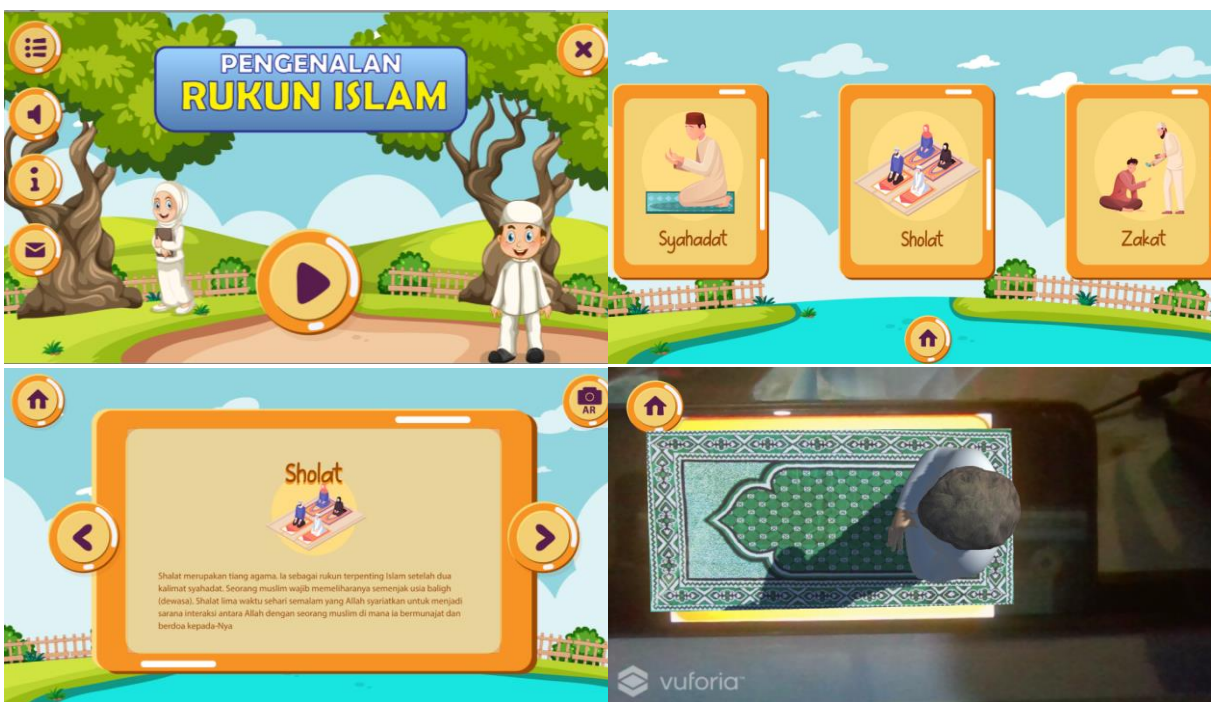 PENGENALAN
RUKUN ISLAM
Syahadat
Sholat
Zakat
AR
Sholat
Shalat merupakan tiang agama. Ia sebagai rukun terpenting Islam setelah dua
kalimat syahadat. Seorang muslim wajib memeliharanya semenjak usia baligh
(dewasa). Shalat lima waktu sehari semalam yang Allah syariatkan untuk menjadi
sarana interaksi antara Allah dengan seorang muslim di mana ia bermunajat dan
berdoa kepada-Nya
vuforia™